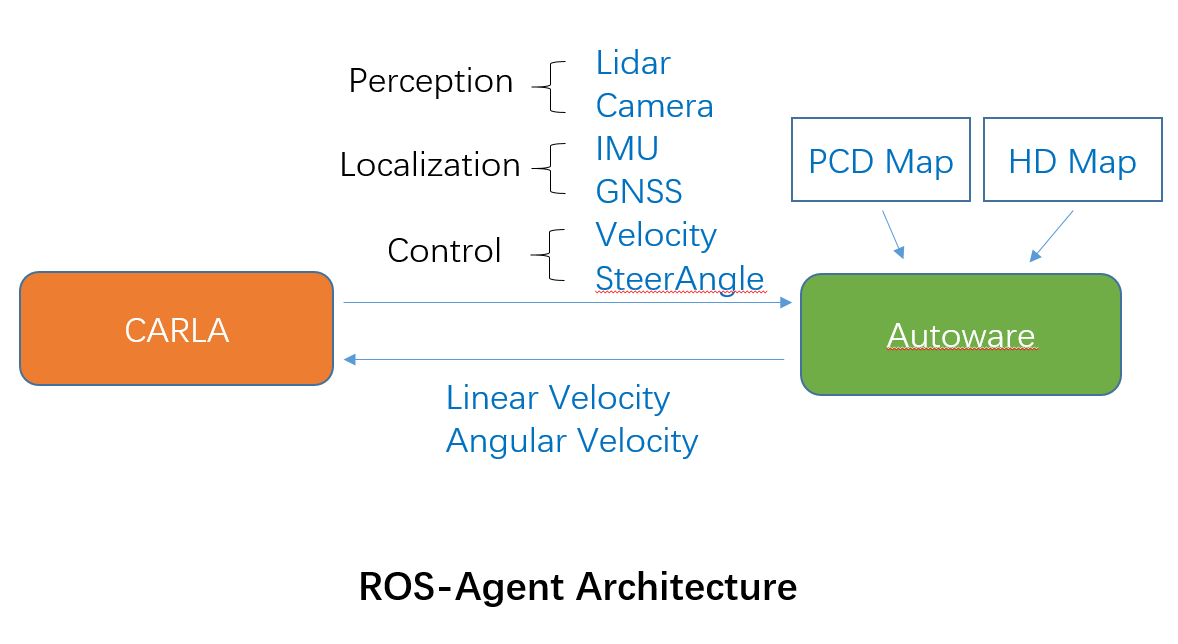 Perception
Lidar
Camera
Localization
IMU
GNSS
Control
Velocity
SteerAngle
PCD Map
HD Map
CARLA
Autoware
Linear Velocity
Angular Velocity
ROS-Agent Architecture